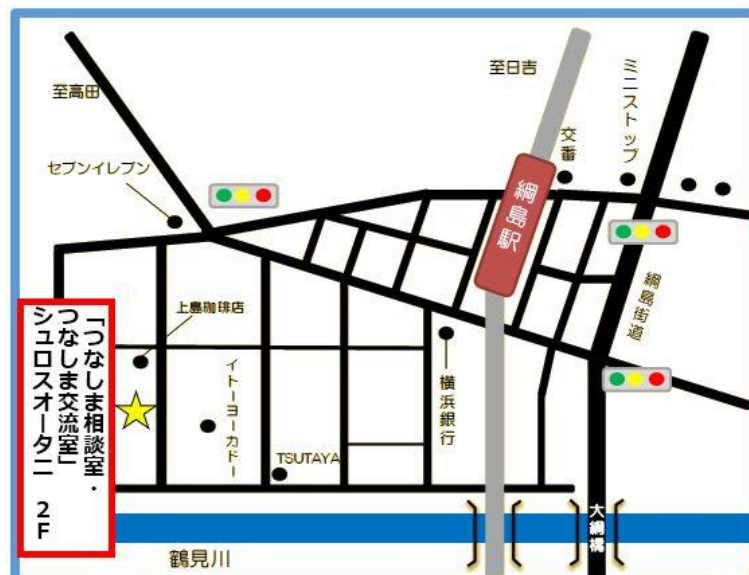 至高田
セブンイレブン
至日吉
交番
ミニストップ
綱島駅
綱島街道
上島珈琲店
イトーヨーカドー
横浜銀行
TSUTAYA
「つなしま相談室・
つなしま交流室」
シュロスオータニ 2F
大綱橋
鶴見川